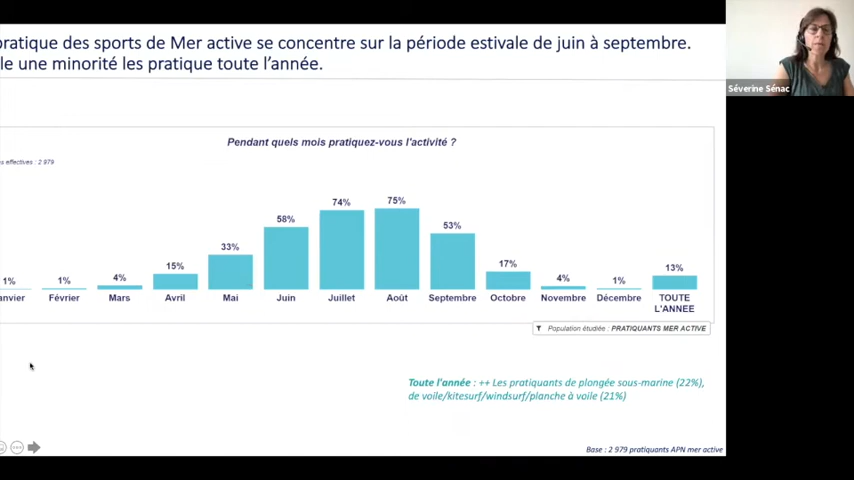 pratique des sports de Mer active se concentre sur la période estivale de juin à septembre.
le une minorité les pratique toute l'année.
Séverine Sénac
Pendant quels mois pratiquez-vous l'activité ?
s effectives : 2 979
1% 1% 4% 15% 33% 58% 74% 75% 53% 17% 4% 1% 13%
anvier Février Mars Avril Mai Juin Juillet Août Septembre Octobre Novembre Décembre TOUTE
L'ANNEE
Population étudiée : PRATIQUANTS MER ACTIVE
Toute l'année : ++ Les pratiquants de plongée sous-marine (22%),
de voile/kitesurf/windsurf/planche à voile (21%)
Base : 2 979 pratiquants APN mer active